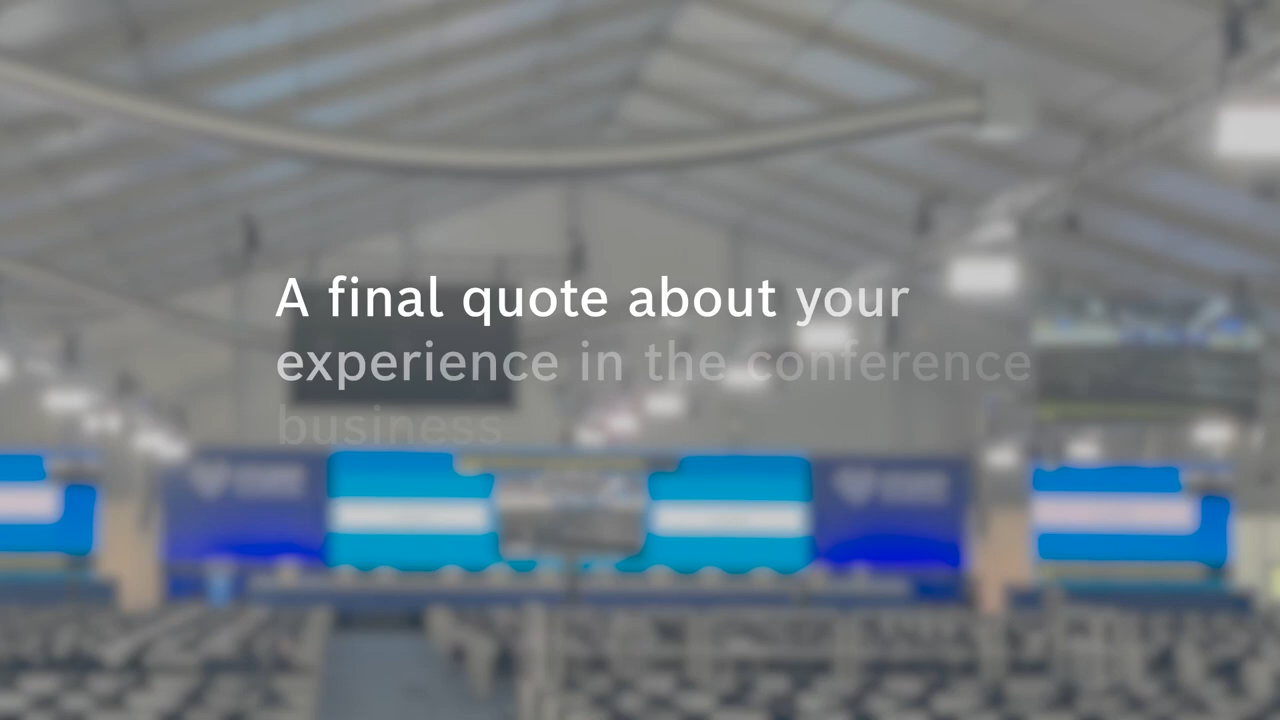 A final quote about your
experience in the conference
business